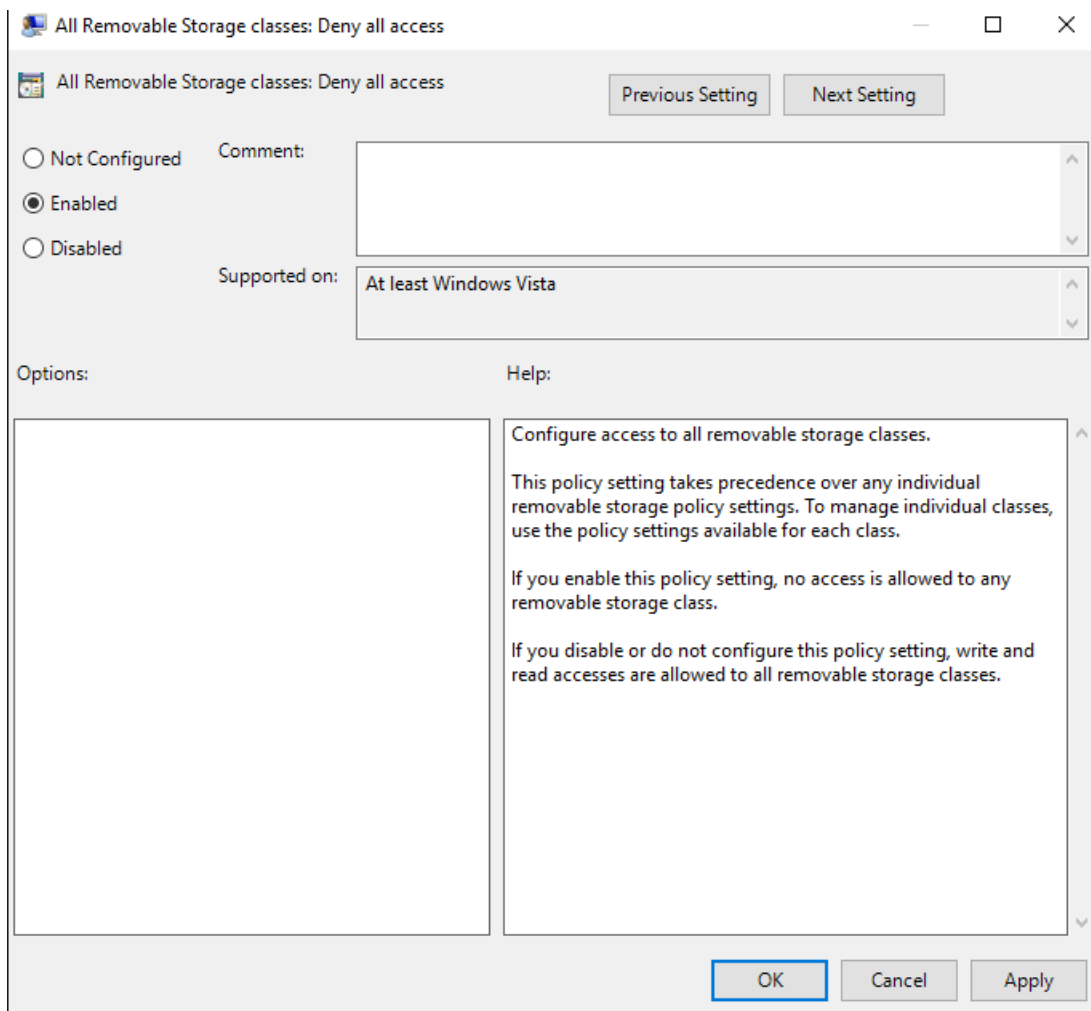 All Removable Storage classes: Deny all access
All Removable Storage classes: Deny all access
Previous Setting
Next Setting
Not Configured
Comment:
Enabled
Disabled
Supported on:
At least Windows Vista
Options:
Help:
Configure access to all removable storage classes.
This policy setting takes precedence over any individual
removable storage policy settings. To manage individual classes,
use the policy settings available for each class.
If you enable this policy setting, no access is allowed to any
removable storage class.
If you disable or do not configure this policy setting, write and
read accesses are allowed to all removable storage classes.
OK
Cancel
Apply